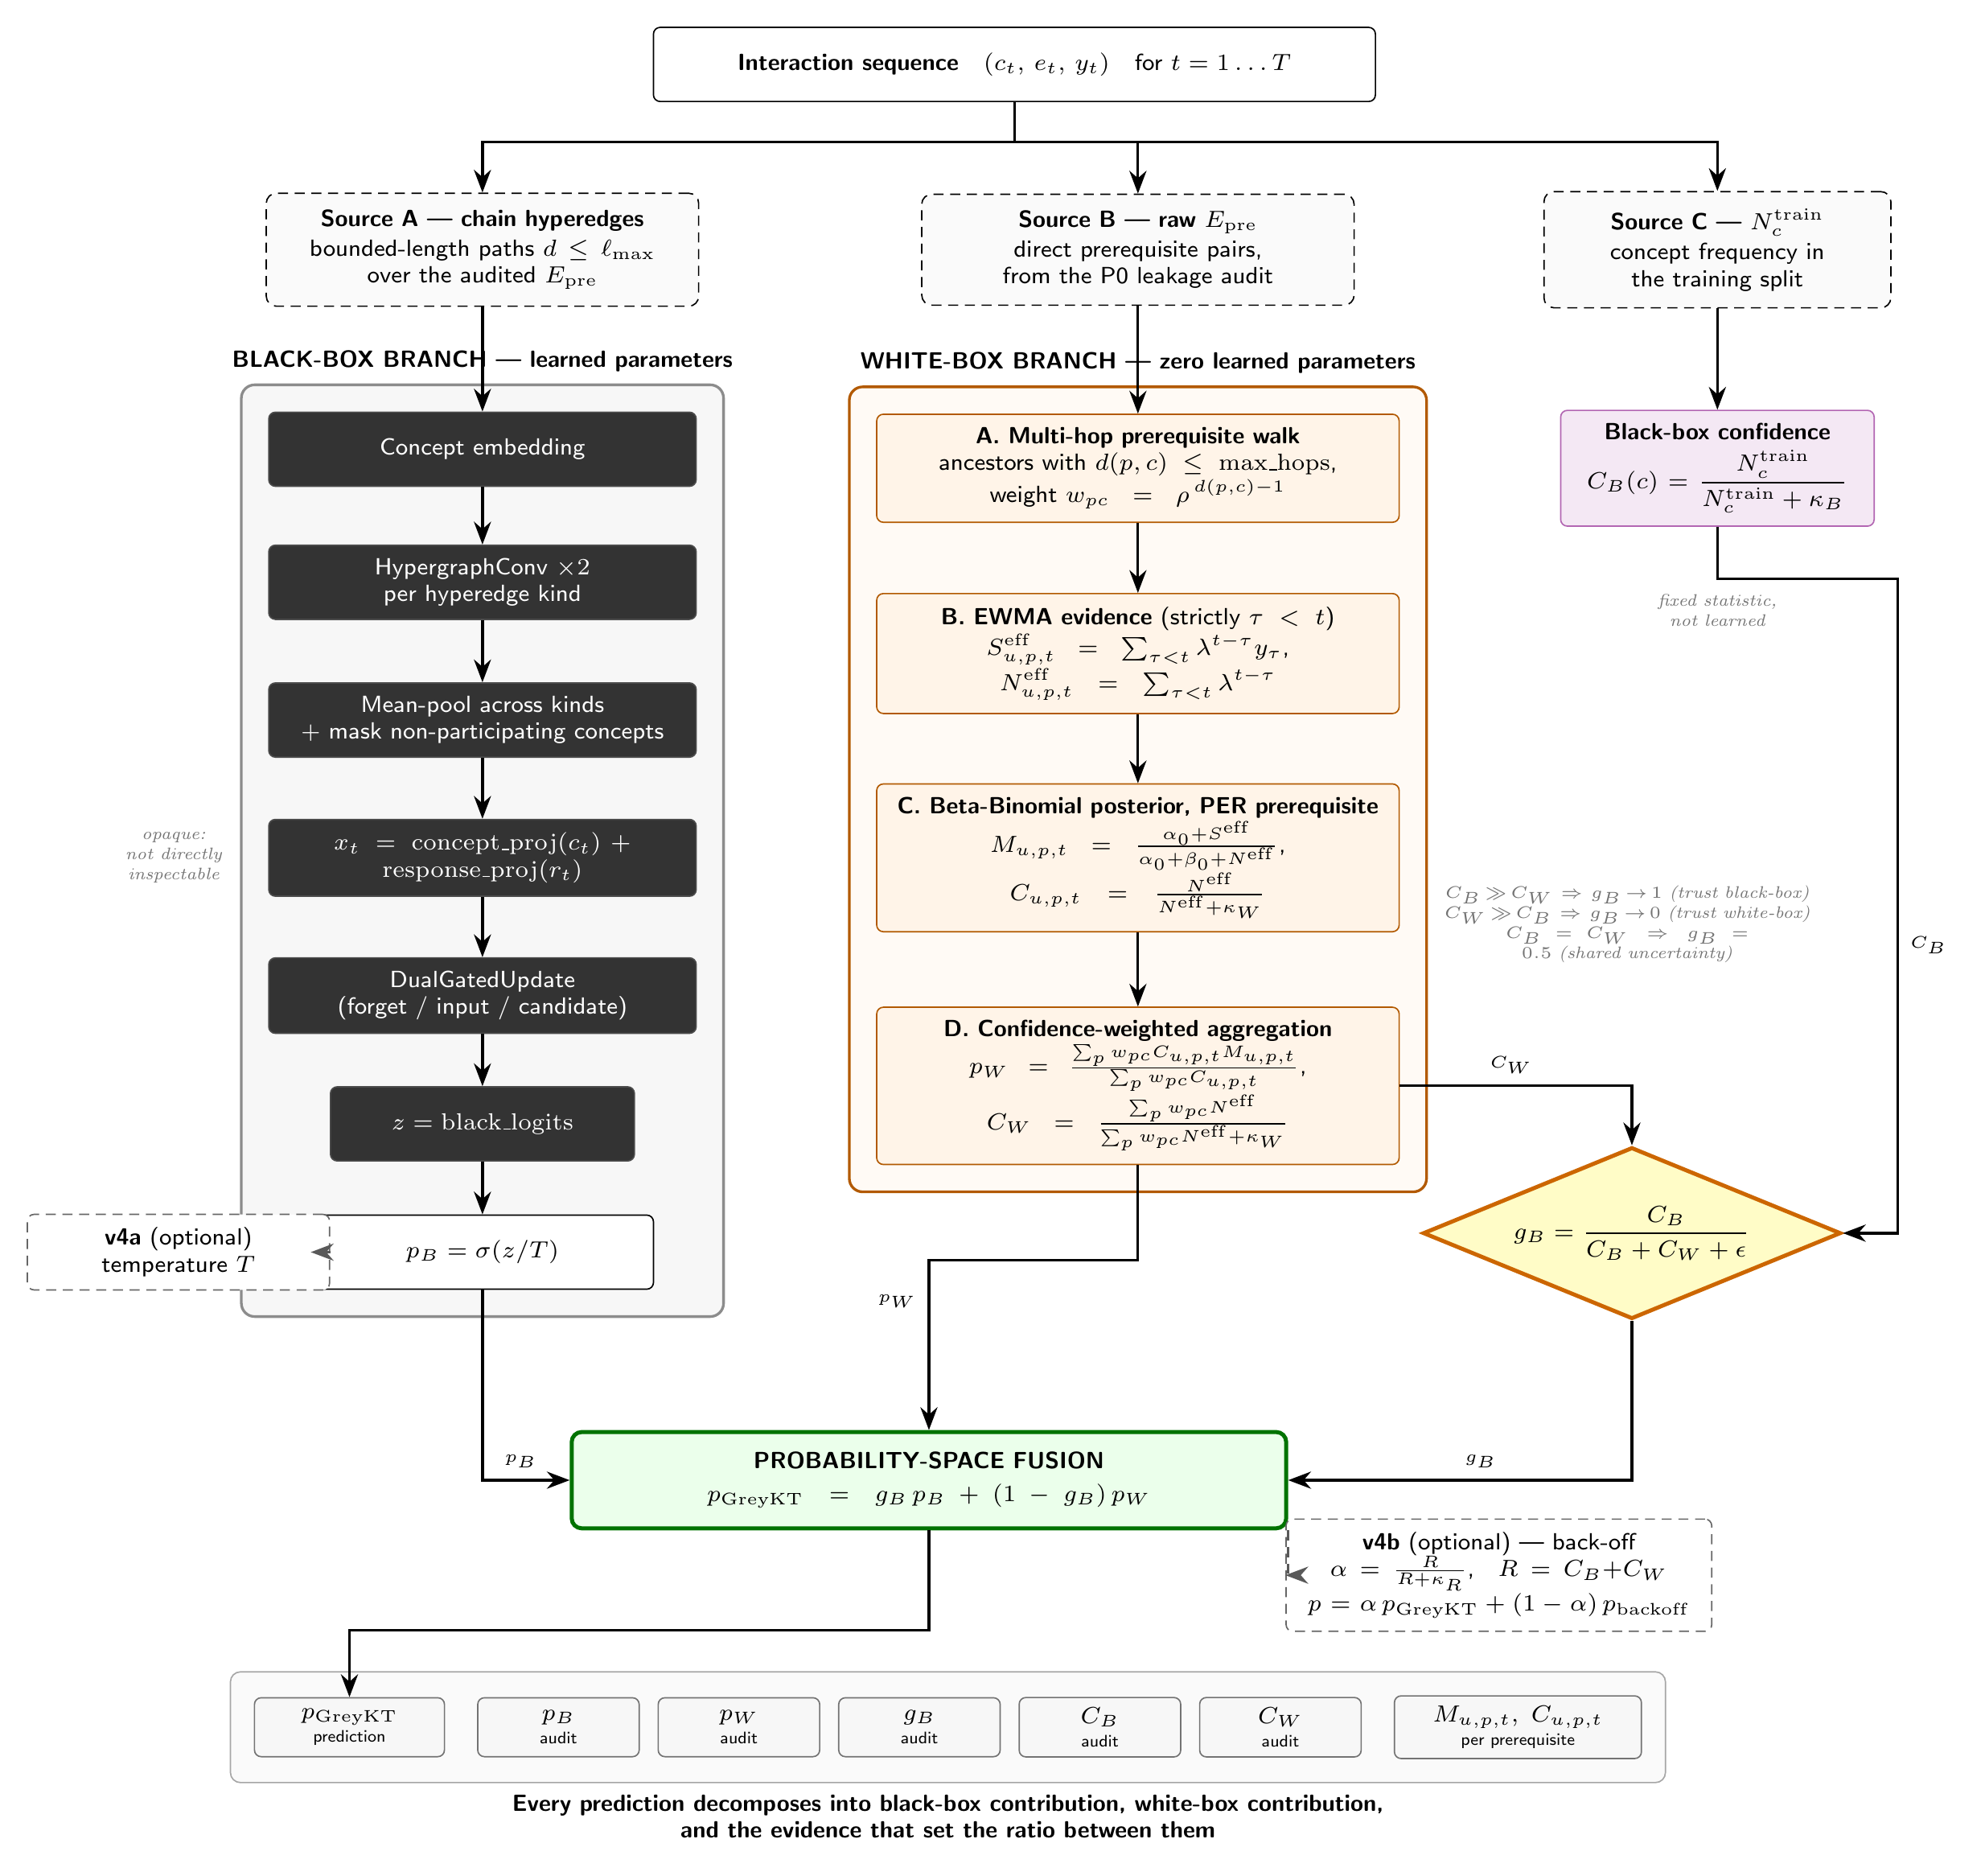 Interaction sequence (c_t, e_t, y_t) for t = 1 … T
Source A — chain hyperedges
bounded-length paths d ≤ ℓ_max
over the audited E_pre
Source B — raw E_pre
direct prerequisite pairs,
from the P0 leakage audit
Source C — N_c^train
concept frequency in
the training split
BLACK-BOX BRANCH — learned parameters
Concept embedding
HypergraphConv ×2
per hyperedge kind
Mean-pool across kinds
+ mask non-participating concepts
x_t = concept_proj(c_t) +
response_proj(r_t)
opaque:
not directly
inspectable
DualGatedUpdate
(forget / input / candidate)
z = black_logits
v4a (optional)
temperature T
p_B = σ(z/T)
WHITE-BOX BRANCH — zero learned parameters
A. Multi-hop prerequisite walk
ancestors with d(p, c) ≤ max_hops,
weight w_pc = ρ^{d(p,c)−1}
B. EWMA evidence (strictly τ < t)
S^eff_{u,p,t} = ∑_{τ<t} λ^{t−τ} y_τ,
N^eff_{u,p,t} = ∑_{τ<t} λ^{t−τ}
C. Beta-Binomial posterior, PER prerequisite
M_{u,p,t} = (α_0+S^eff)/(α_0+β_0+N^eff),
C_{u,p,t} = N^eff/(N^eff+κ_W)
D. Confidence-weighted aggregation
p_W = (∑_p w_pc C_{u,p,t} M_{u,p,t})/(∑_p w_pc C_{u,p,t}),
C_W = (∑_p w_pc N^eff)/(∑_p w_pc N^eff+κ_W)
Black-box confidence
C_B(c) = N_c^train/(N_c^train + κ_B)
fixed statistic,
not learned
C_B ≫ C_W ⇒ g_B → 1 (trust black-box)
C_W ≫ C_B ⇒ g_B → 0 (trust white-box)
C_B = C_W ⇒ g_B =
0.5 (shared uncertainty)
C_B
C_W
g_B = C_B/(C_B + C_W + ϵ)
p_W
p_B
g_B
PROBABILITY-SPACE FUSION
p_GreyKT = g_B p_B + (1 − g_B) p_W
v4b (optional) — back-off
α = R/(R+κ_R), R = C_B+C_W
p = α p_GreyKT + (1 − α) p_backoff
p_GreyKT
prediction
p_B
audit
p_W
audit
g_B
audit
C_B
audit
C_W
audit
M_{u,p,t}, C_{u,p,t}
per prerequisite
Every prediction decomposes into black-box contribution, white-box contribution,
and the evidence that set the ratio between them